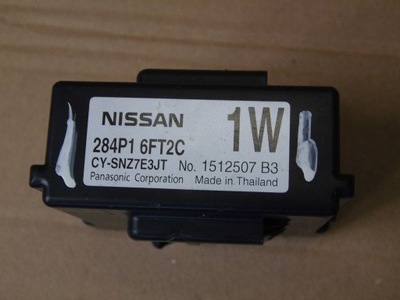 NISSAN 1W
284P1 6FT2C
CY-SNZ7E3JT No. 1512507 B3
Panasonic Corporation Made in Thailand